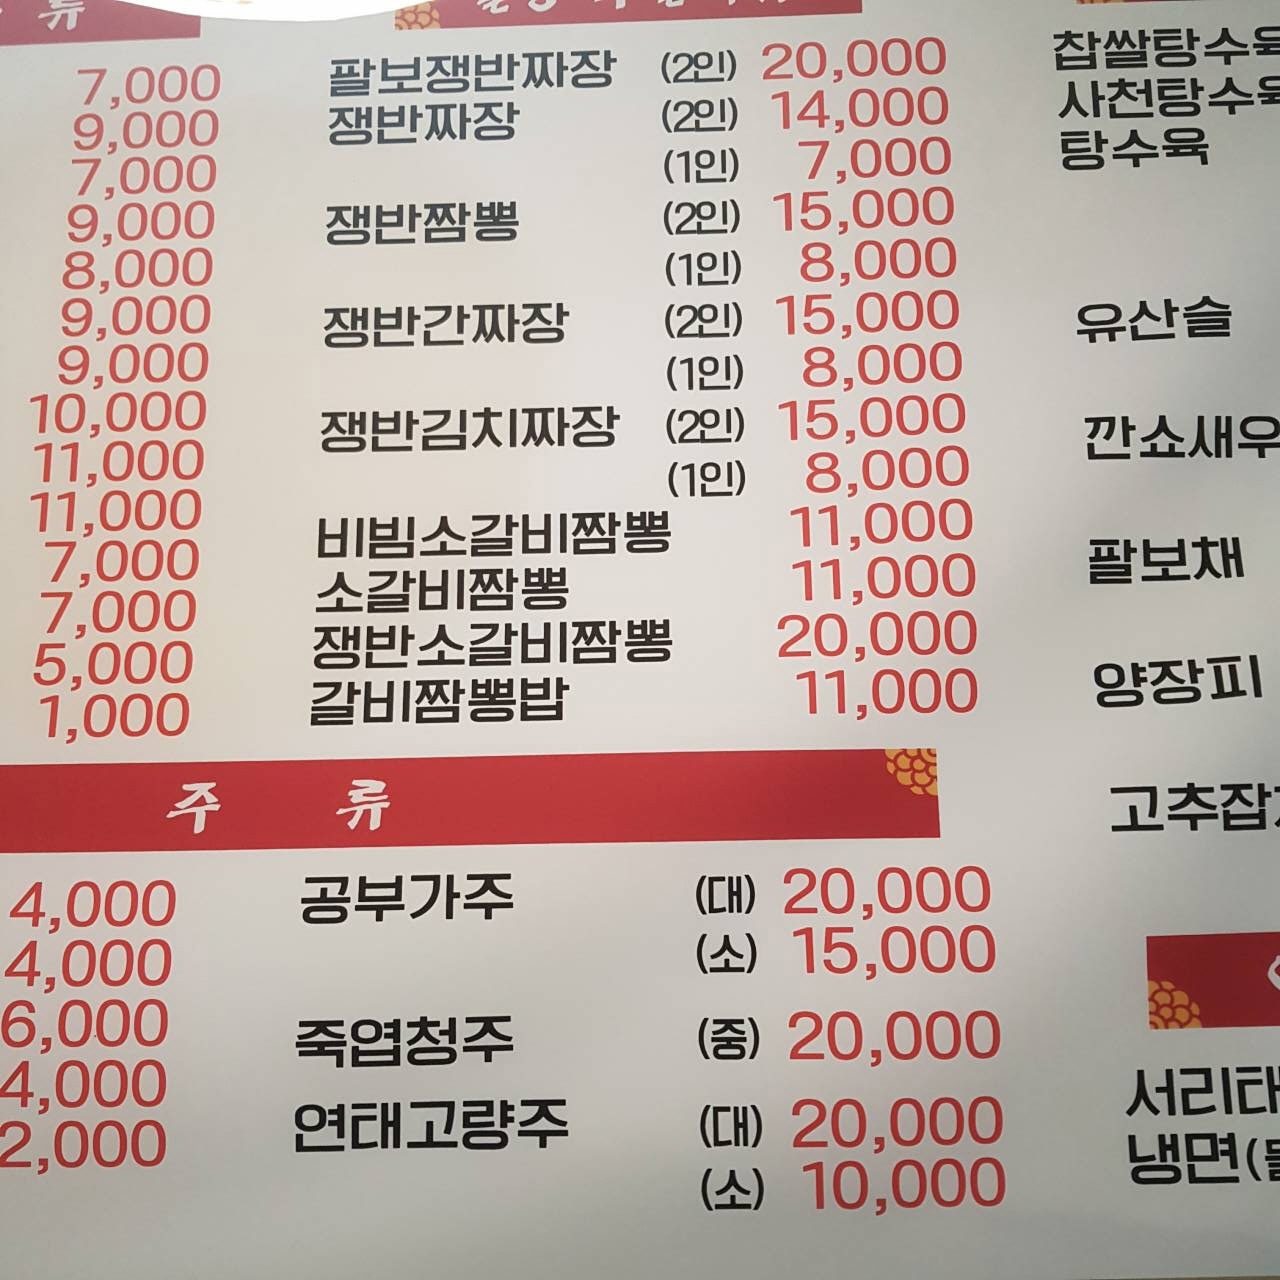 류
7,000
9,000
7,000
9,000
8,000
9,000
9,000
10,000
11,000
11,000
7,000
7,000
5,000
1,000
팔보쟁반짜장 (2인) 20,000
쟁반짜장 (2인) 14,000
(1인) 7,000
쟁반짬뽕 (2인) 15,000
(1인) 8,000
쟁반간짜장 (2인) 15,000
(1인) 8,000
쟁반김치짜장 (2인) 15,000
(1인) 8,000
비빔소갈비짬뽕 11,000
소갈비짬뽕 11,000
쟁반소갈비짬뽕 20,000
갈비짬뽕밥 11,000
찹쌀탕수육
사천탕수육
탕수육
유산슬
깐쇼새우
팔보채
양장피
고추잡
주 류
4,000
4,000
6,000
4,000
2,000
공부가주 (대) 20,000
(소) 15,000
죽엽청주 (중) 20,000
연태고량주 (대) 20,000
(소) 10,000
서리태
냉면(